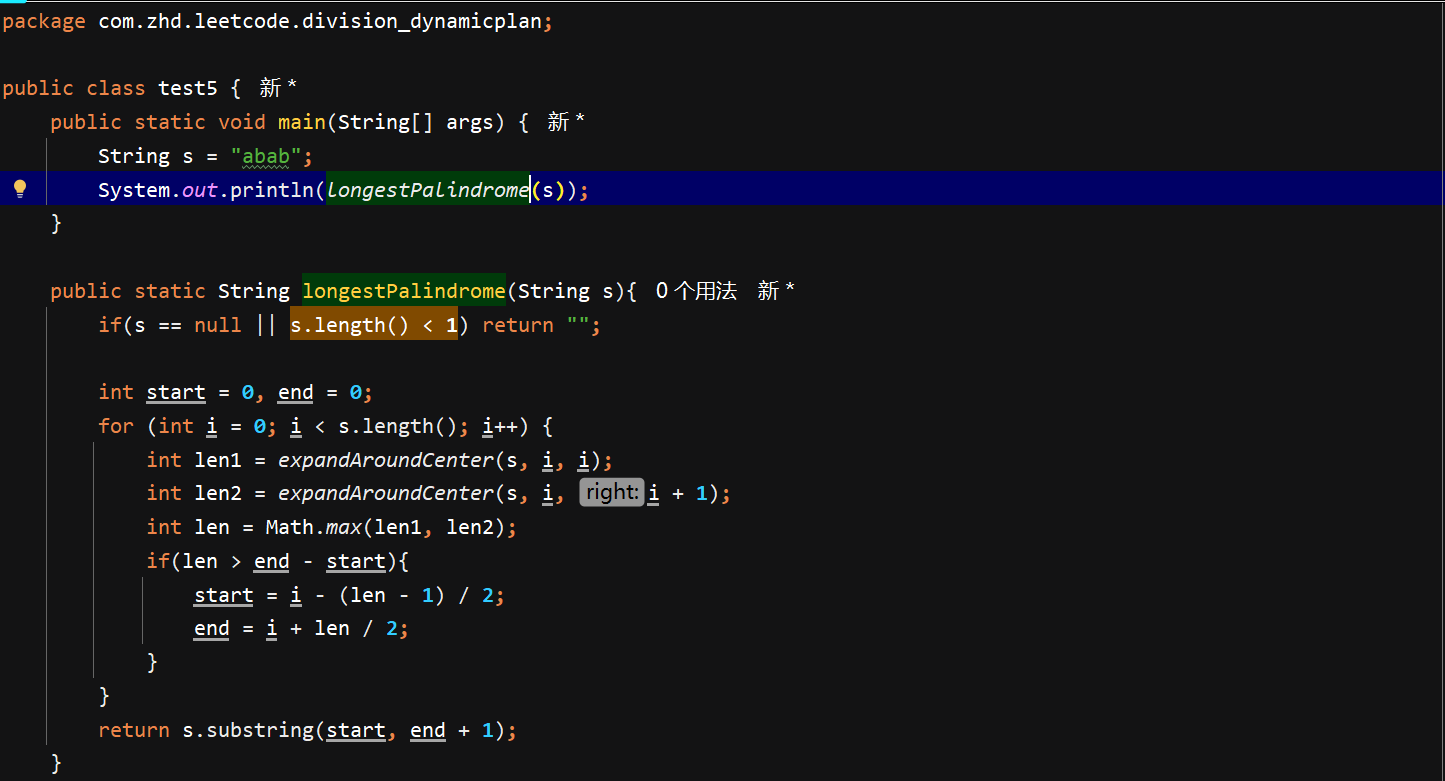 package com.zhd.leetcode.division_dynamicplan;
public class test5 { 新 *
public static void main(String[] args) { 新 *
String s = "abab";
System.out.println(longestPalindrome(s));
}
public static String longestPalindrome(String s){ 0 个用法 新 *
if(s == null || s.length() < 1) return "";
int start = 0, end = 0;
for (int i = 0; i < s.length(); i++) {
int len1 = expandAroundCenter(s, i, i);
int len2 = expandAroundCenter(s, i, right: i + 1);
int len = Math.max(len1, len2);
if(len > end - start){
start = i - (len - 1) / 2;
end = i + len / 2;
}
}
return s.substring(start, end + 1);
}